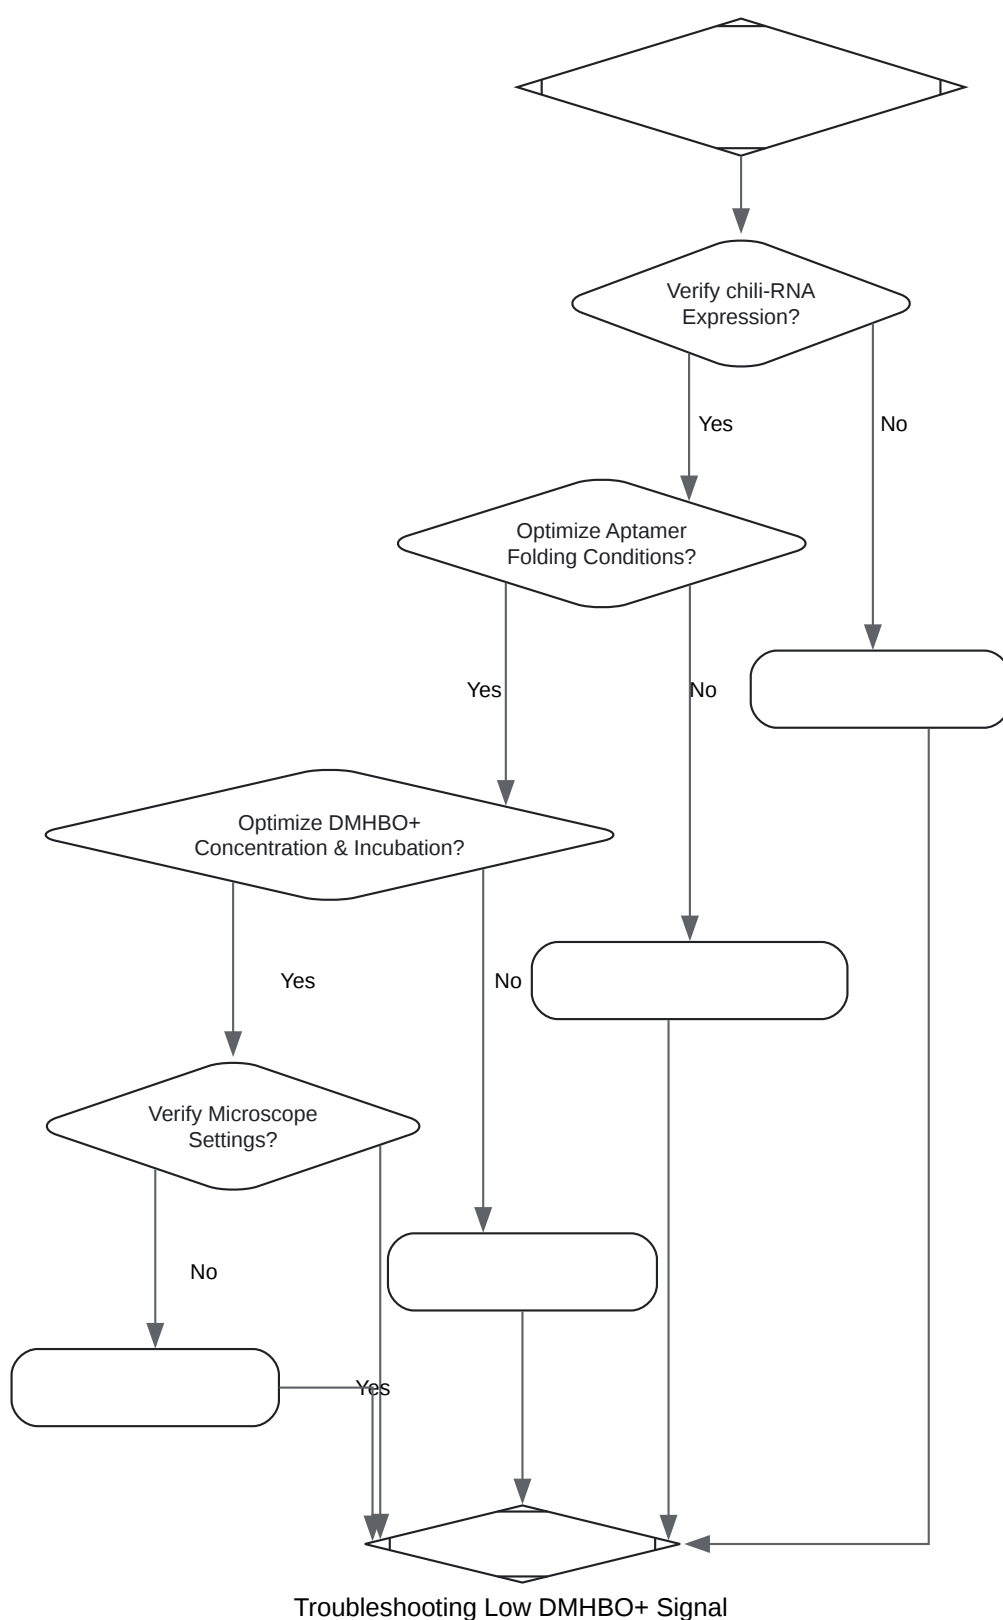 Verify chili-RNA
Expression?
Yes
No
Optimize Aptamer
Folding Conditions?
Yes
No
Optimize DMHBO+
Concentration & Incubation?
Yes
No
Verify Microscope
Settings?
No
Yes
Troubleshooting Low DMHBO+ Signal